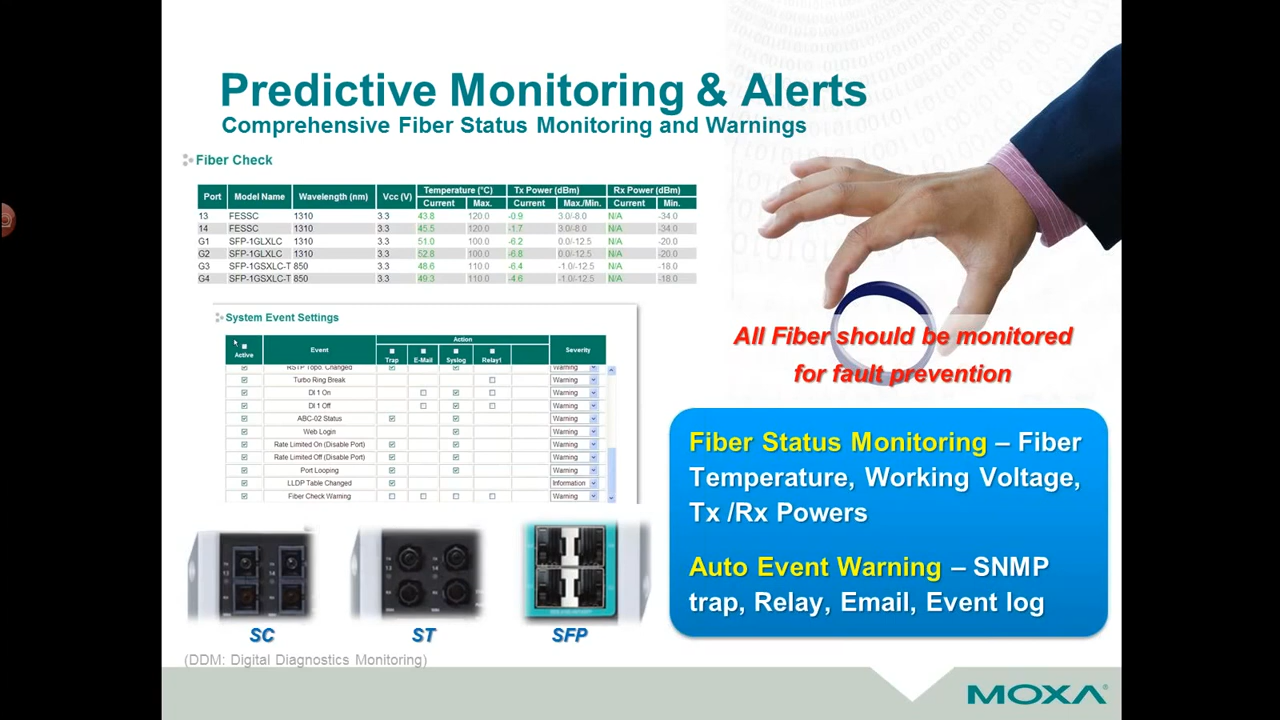 Predictive Monitoring & Alerts
Comprehensive Fiber Status Monitoring and Warnings
Fiber Check
Port Model Name Wavelength (nm) Vcc (V) Temperature (°C) Tx Power (dBm) Rx Power (dBm)
Current Max. Current Max./Min. Current Min.
13 FESSC 1310 3.3 43.8 120.0 -0.9 3.0/-8.0 N/A -34.0
14 FESSC 1310 3.3 45.5 120.0 -1.7 3.0/-8.0 N/A -34.0
G1 SFP-1GLXLC 1310 3.3 51.0 100.0 -6.2 0.0/-12.5 N/A -20.0
G2 SFP-1GLXLC 1310 3.3 52.8 100.0 -6.8 0.0/-12.5 N/A -20.0
G3 SFP-1GSXLC-T 850 3.3 48.6 110.0 -6.4 -1.0/-12.5 N/A -18.0
G4 SFP-1GSXLC-T 850 3.3 49.3 110.0 -4.6 -1.0/-12.5 N/A -18.0
System Event Settings
Active Event Action Severity
Trap E-Mail Syslog Relay1
RSTP Topo. Changed Warning
Turbo Ring Break Warning
DI 1 On Warning
DI 1 Off Warning
ABC-02 Status Warning
Web Login Warning
Rate Limited On (Disable Port) Warning
Rate Limited Off (Disable Port) Warning
Port Looping Warning
LLDP Table Changed Information
Fiber Check Warning Warning
All Fiber should be monitored
for fault prevention
Fiber Status Monitoring – Fiber
Temperature, Working Voltage,
Tx /Rx Powers
Auto Event Warning – SNMP
trap, Relay, Email, Event log
SC ST SFP
(DDM: Digital Diagnostics Monitoring)
MOXA®